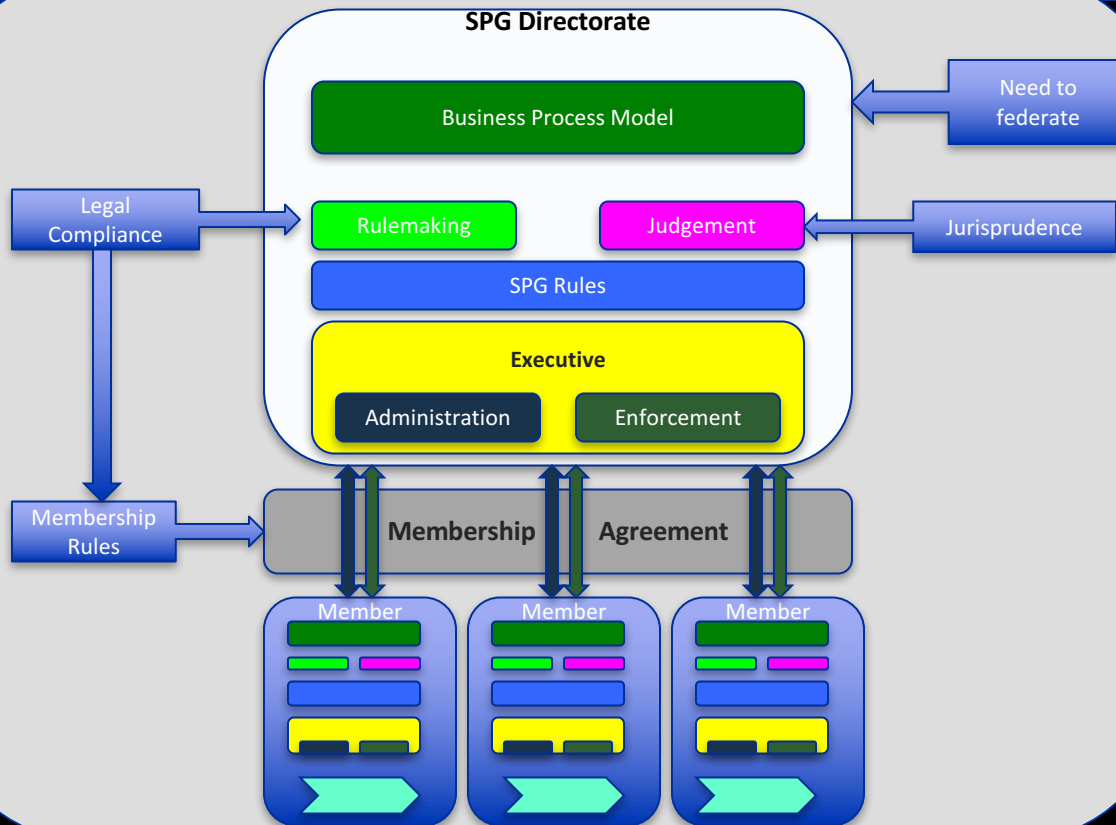 SPG Directorate
Business Process Model
Need to
federate
Legal
Compliance
Rulemaking
Judgement
Jurisprudence
SPG Rules
Executive
Administration
Enforcement
Membership
Rules
Membership Agreement
Member
Member
Member